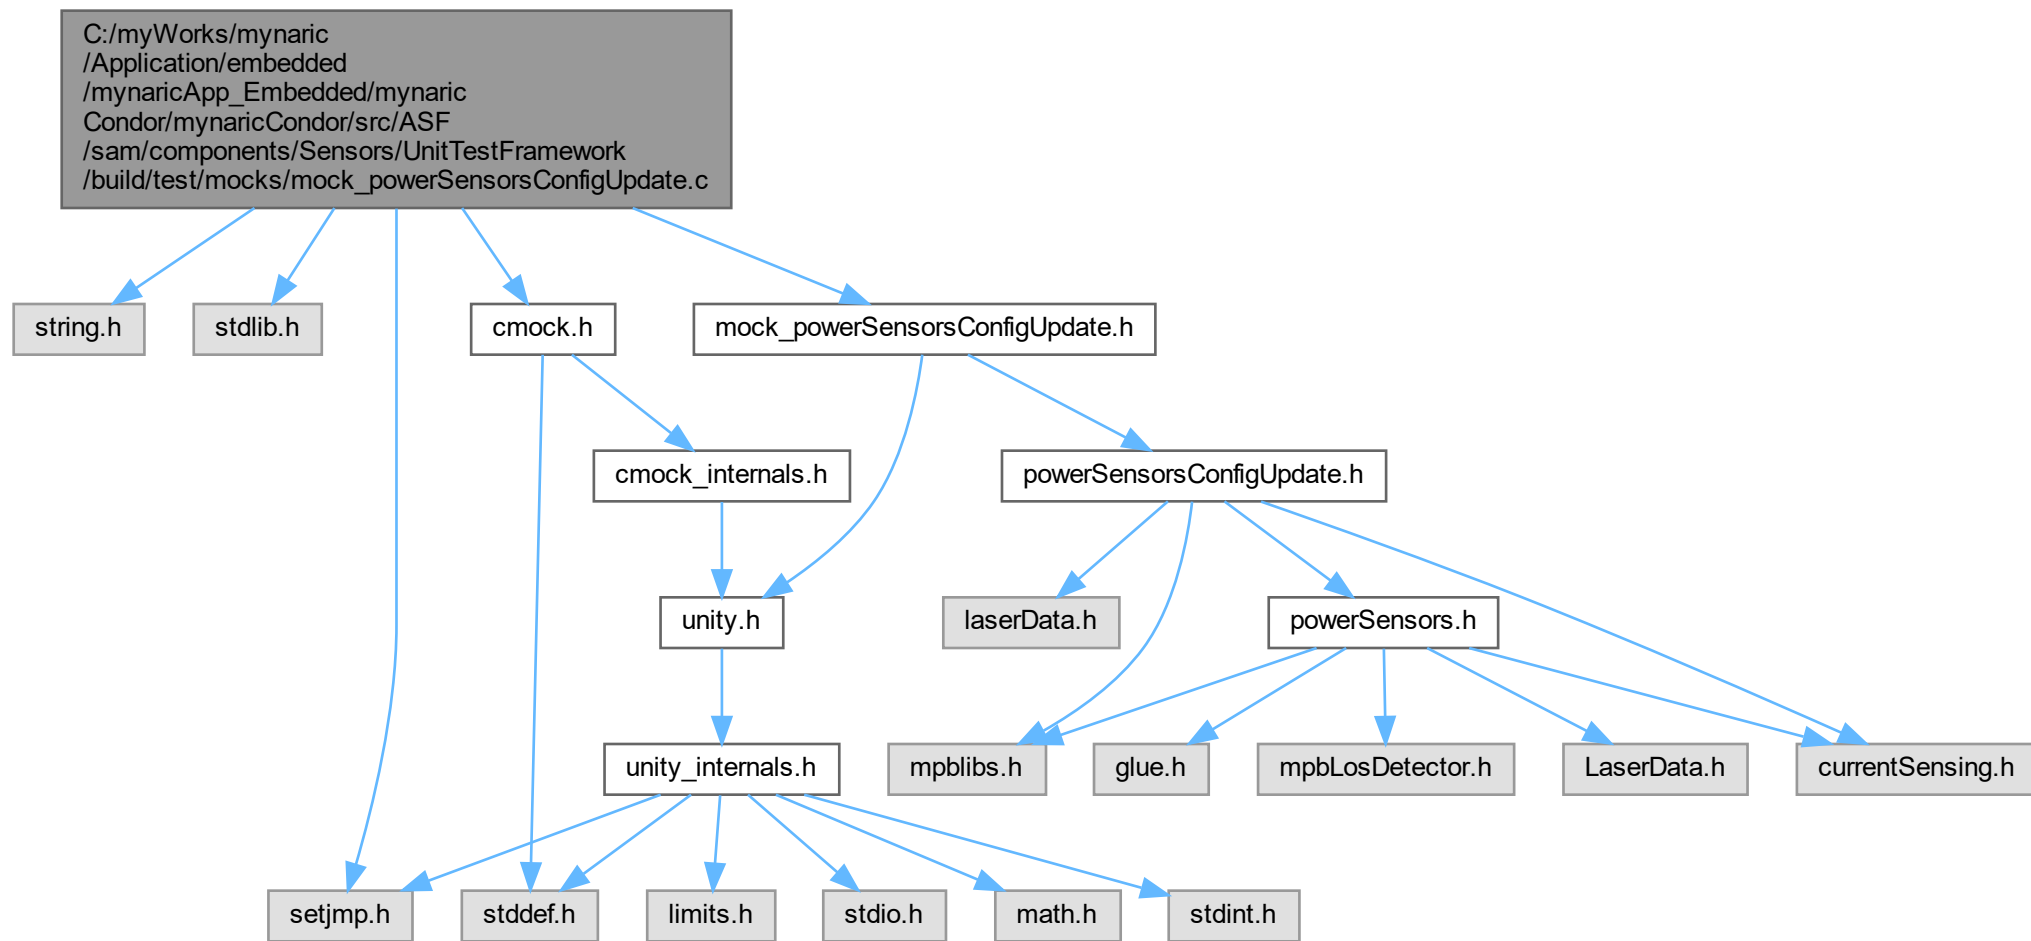 C:/myWorks/mynaric
/Application/embedded
/mynaricApp_Embedded/mynaric
Condor/mynaricCondor/src/ASF
/sam/components/Sensors/UnitTestFramework
/build/test/mocks/mock_powerSensorsConfigUpdate.c
string.h
stdlib.h
cmock.h
mock_powerSensorsConfigUpdate.h
cmock_internals.h
powerSensorsConfigUpdate.h
unity.h
laserData.h
powerSensors.h
unity_internals.h
mpblibs.h
glue.h
mpbLosDetector.h
LaserData.h
currentSensing.h
setjmp.h
stddef.h
limits.h
stdio.h
math.h
stdint.h